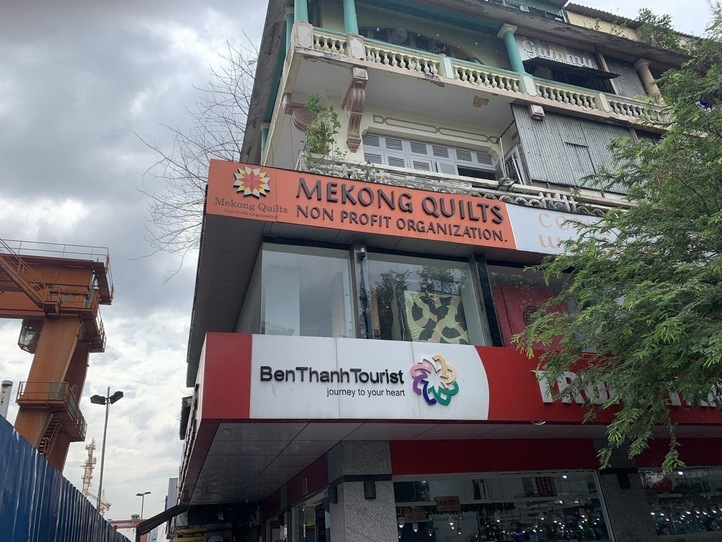 Mekong Quilts
Non Profit Organization
MEKONG QUILTS
NON PROFIT ORGANIZATION.
BenThanhTourist
journey to your heart